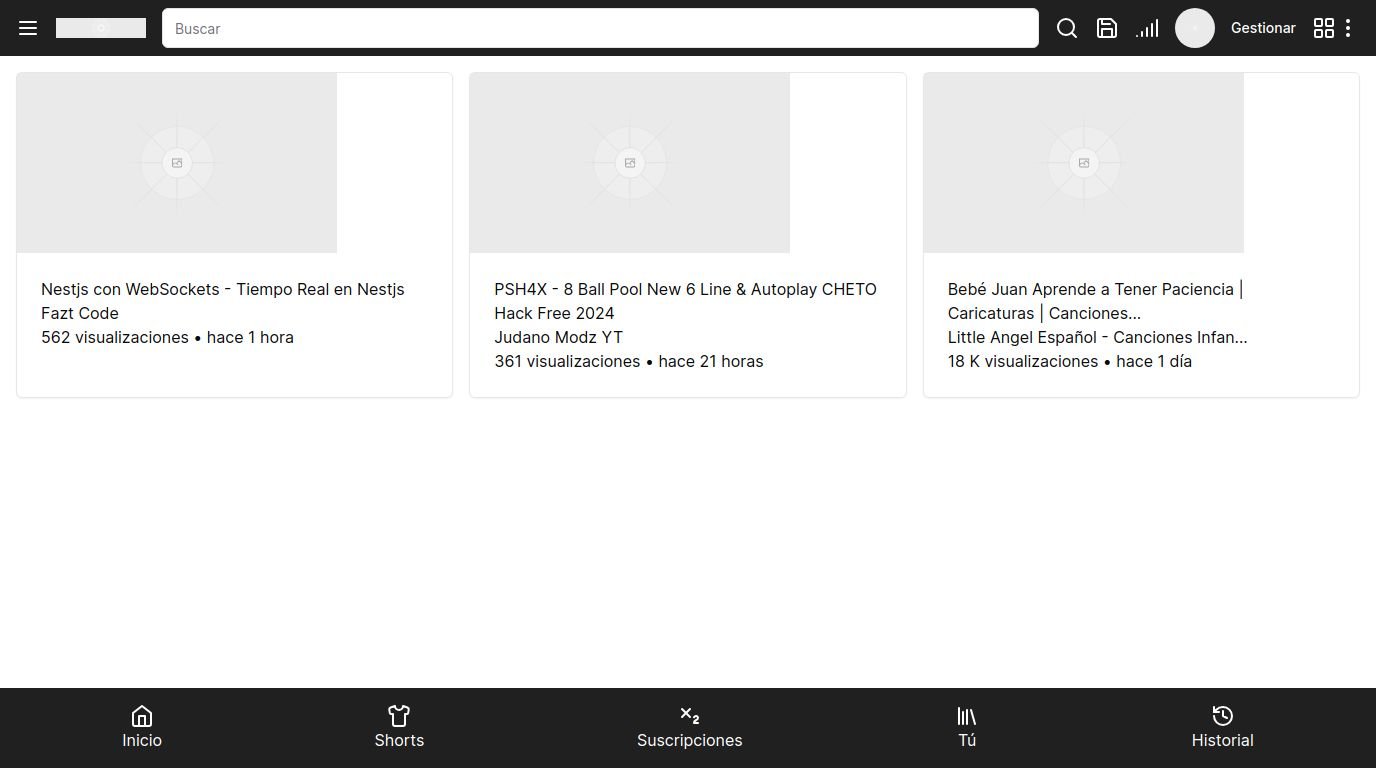 Buscar
Gestionar
Nestjs con WebSockets - Tiempo Real en Nestjs
Fazt Code
562 visualizaciones • hace 1 hora
PSH4X - 8 Ball Pool New 6 Line & Autoplay CHETO
Hack Free 2024
Judano Modz YT
361 visualizaciones • hace 21 horas
Bebé Juan Aprende a Tener Paciencia |
Caricaturas | Canciones...
Little Angel Español - Canciones Infan...
18 K visualizaciones • hace 1 día
Inicio
Shorts
Suscripciones
Tú
Historial